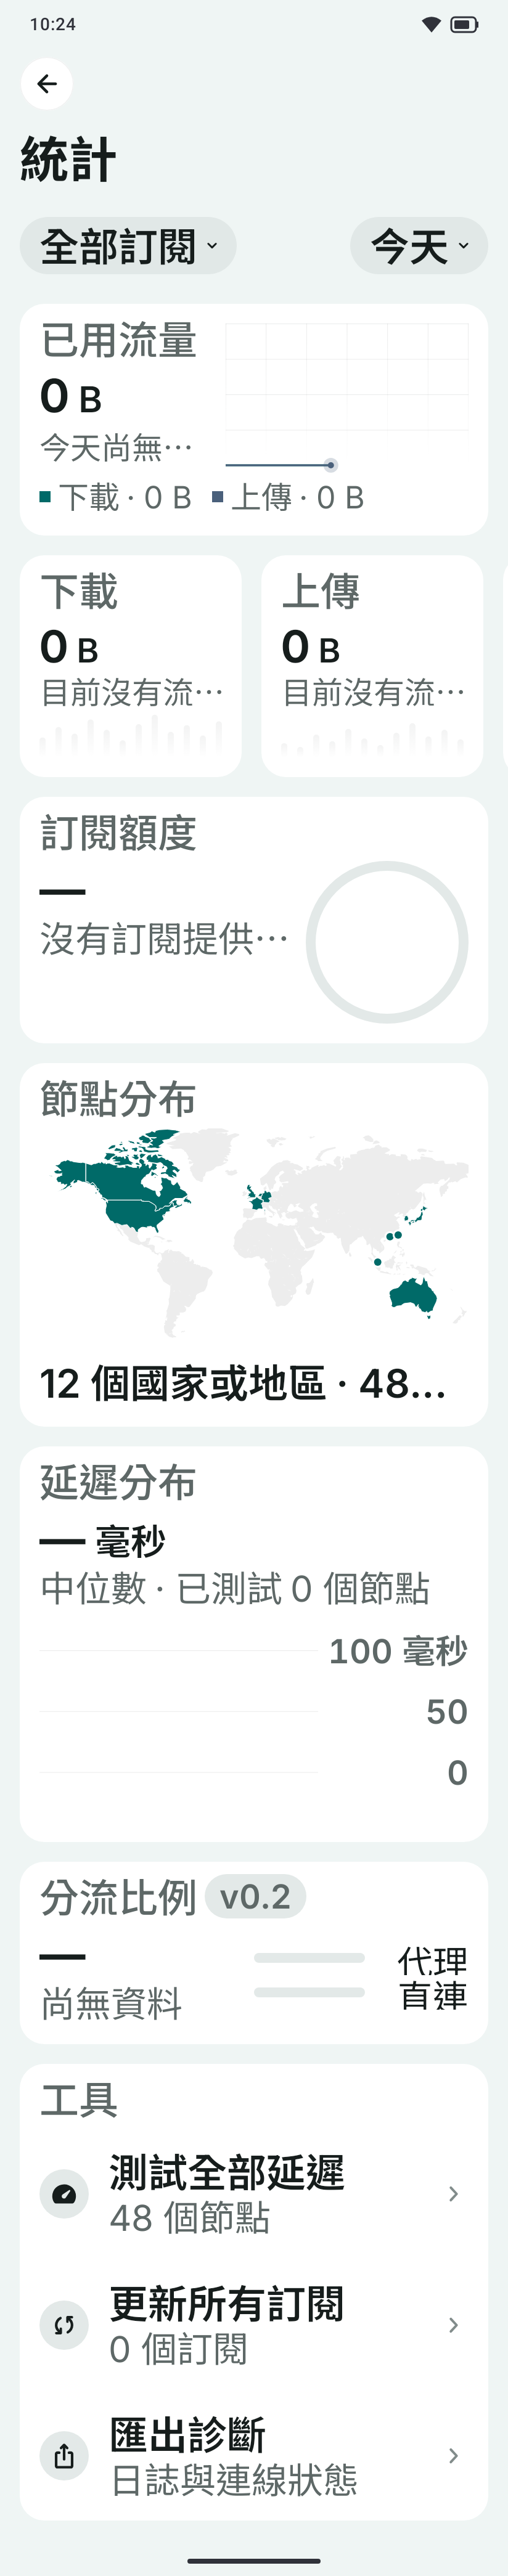 10:24
統計
全部訂閱
今天
已用流量
0 B
今天尚無…
下載 · 0 B
上傳 · 0 B
下載
0 B
目前沒有流…
上傳
0 B
目前沒有流…
訂閱額度
—
沒有訂閱提供…
節點分布
12 個國家或地區 · 48…
延遲分布
— 毫秒
中位數 · 已測試 0 個節點
100 毫秒
50
0
分流比例 v0.2
—
尚無資料
代理
直連
工具
測試全部延遲
48 個節點
更新所有訂閱
0 個訂閱
匯出診斷
日誌與連線狀態